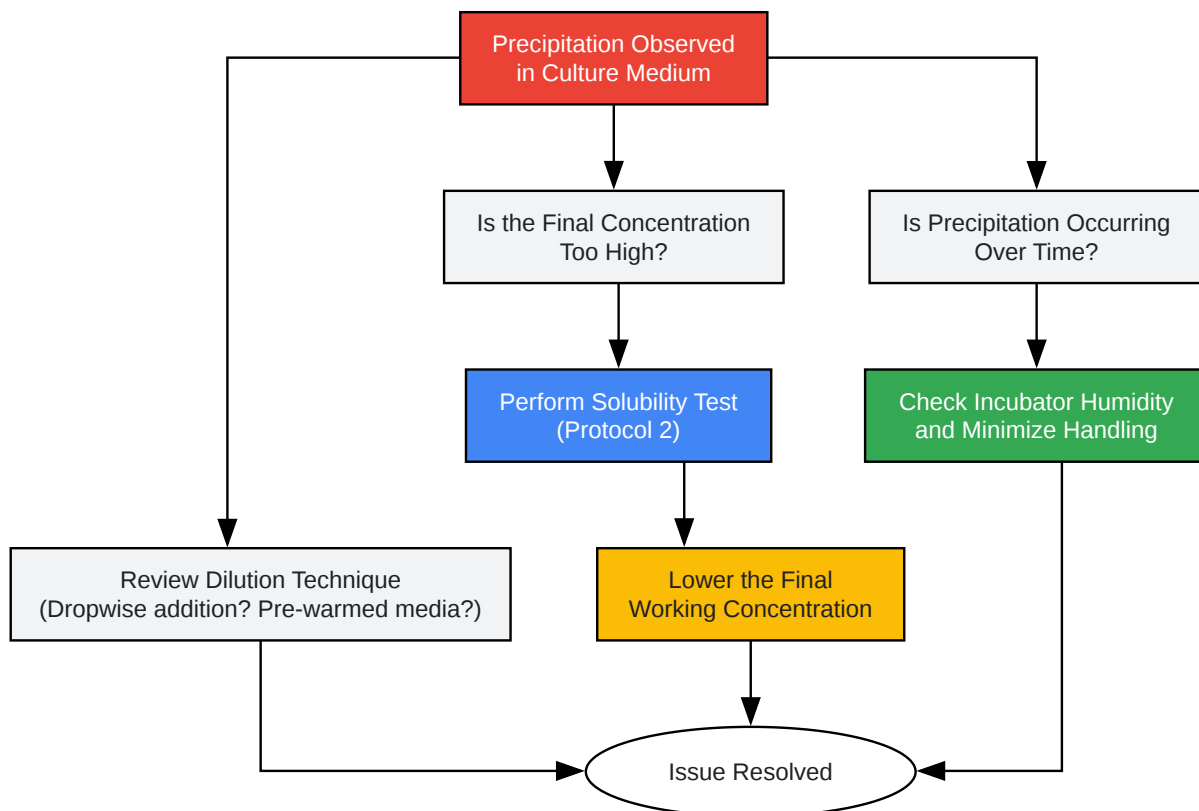 Precipitation Observed
in Culture Medium
Is the Final Concentration
Too High?
Is Precipitation Occurring
Over Time?
Perform Solubility Test
(Protocol 2)
Check Incubator Humidity
and Minimize Handling
Review Dilution Technique
(Dropwise addition? Pre-warmed media?)
Lower the Final
Working Concentration
Issue Resolved